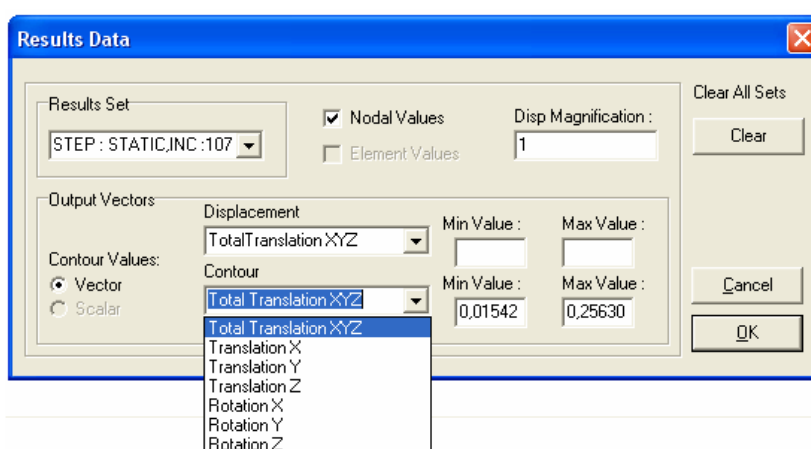 Results Data
Results Set
STEP : STATIC,INC :107
Nodal Values
Element Values
Disp Magnification :
1
Clear All Sets
Clear
Output Vectors
Contour Values:
Vector
Scalar
Displacement
TotalTranslation XYZ
Min Value :
Max Value :
Contour
Total Translation XYZ
Min Value :
0,01542
Max Value :
0,25630
Total Translation XYZ
Translation X
Translation Y
Translation Z
Rotation X
Rotation Y
Rotation Z
Cancel
OK